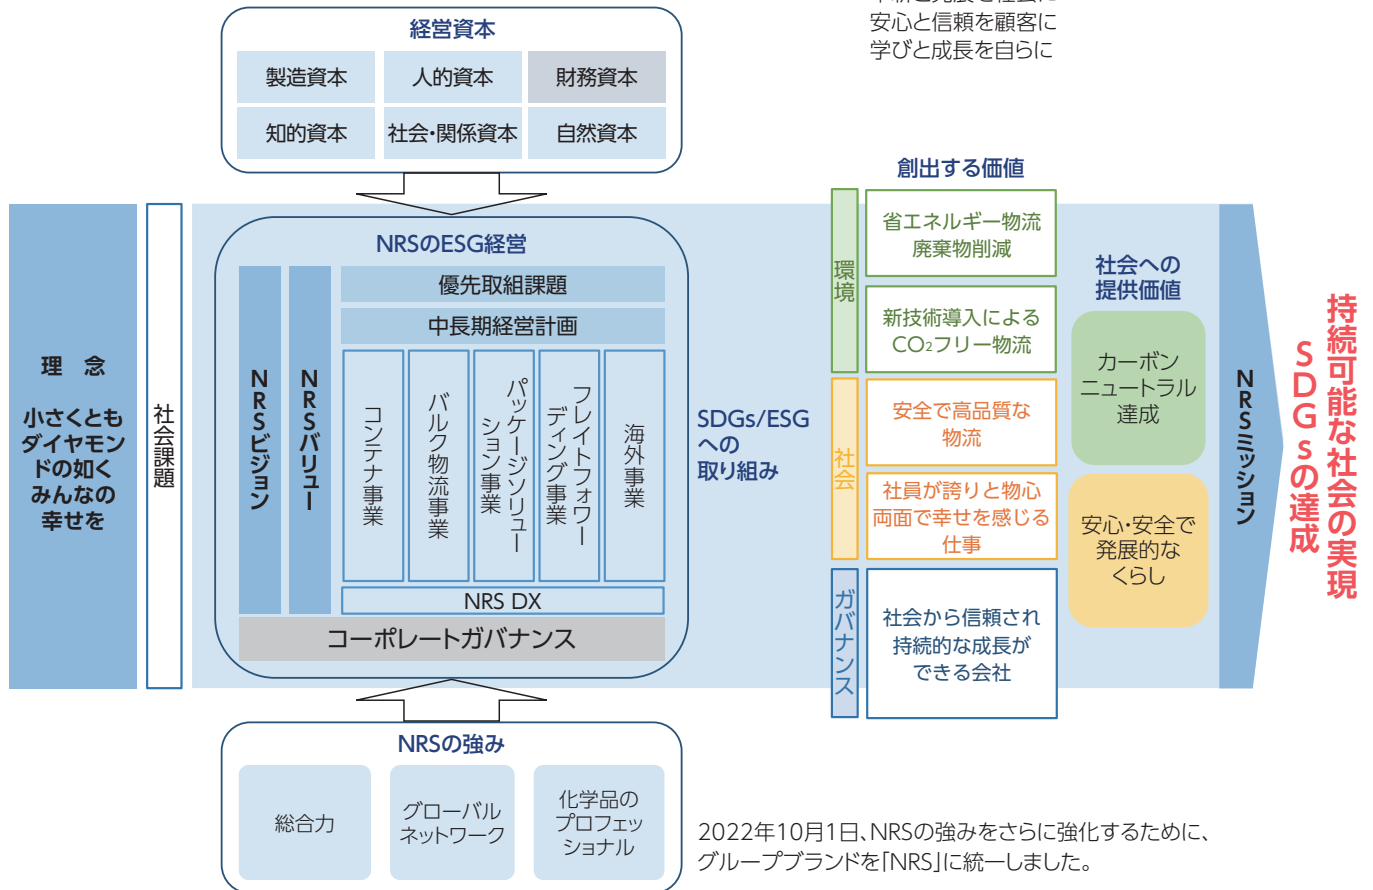 安心と信頼を顧客に
学びと成長を自らに
経営資本
製造資本
人的資本
財務資本
知的資本
社会・関係資本
自然資本
理　念
小さくとも
ダイヤモン
ドの如く
みんなの
幸せを
社会課題
NRSのESG経営
NRSビジョン
NRSバリュー
優先取組課題
中長期経営計画
コンテナ事業
バルク物流事業
パッケージソリュー
ション事業
フレイトフォワー
ディング事業
海外事業
NRS DX
コーポレートガバナンス
NRSの強み
総合力
グローバル
ネットワーク
化学品の
プロフェッ
ショナル
SDGs/ESG
への
取り組み
創出する価値
環境
省エネルギー物流
廃棄物削減
新技術導入による
CO₂フリー物流
社会
安全で高品質な
物流
社員が誇りと物心
両面で幸せを感じる
仕事
ガバナンス
社会から信頼され
持続的な成長が
できる会社
社会への
提供価値
カーボン
ニュートラル
達成
安心・安全で
発展的な
くらし
NRSミッション
持続可能な社会の実現
SDGsの達成
2022年10月1日、NRSの強みをさらに強化するために、
グループブランドを「NRS」に統一しました。